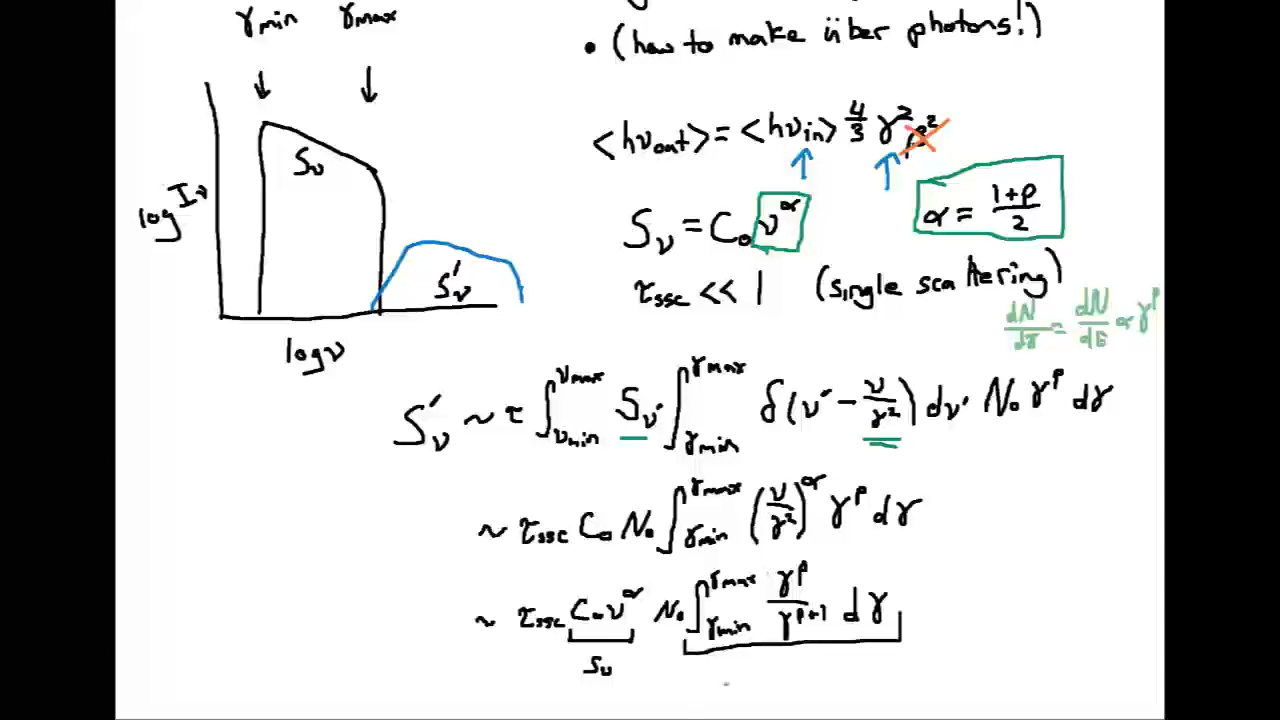 γmin γmax
• (how to make über photons!)
<hνout> = <hνin> 4/3 γ² β²
Sν
log Iν
Sν = C₀ ν^α
α = (1+p)/2
S'ν
τssc << 1 (single scattering)
dN/dγ = dN/dE ∝ γ^p
log ν
S'ν ~ τ ∫νmin^νmax Sν' ∫γmin^γmax δ(ν' - ν/γ²) dν' N₀ γ^p dγ
~ τssc C₀ N₀ ∫γmin^γmax (ν/γ²)^α γ^p dγ
~ τssc C₀ν^α N₀ ∫γmin^γmax γ^p/γ^(p+1) dγ
Sν